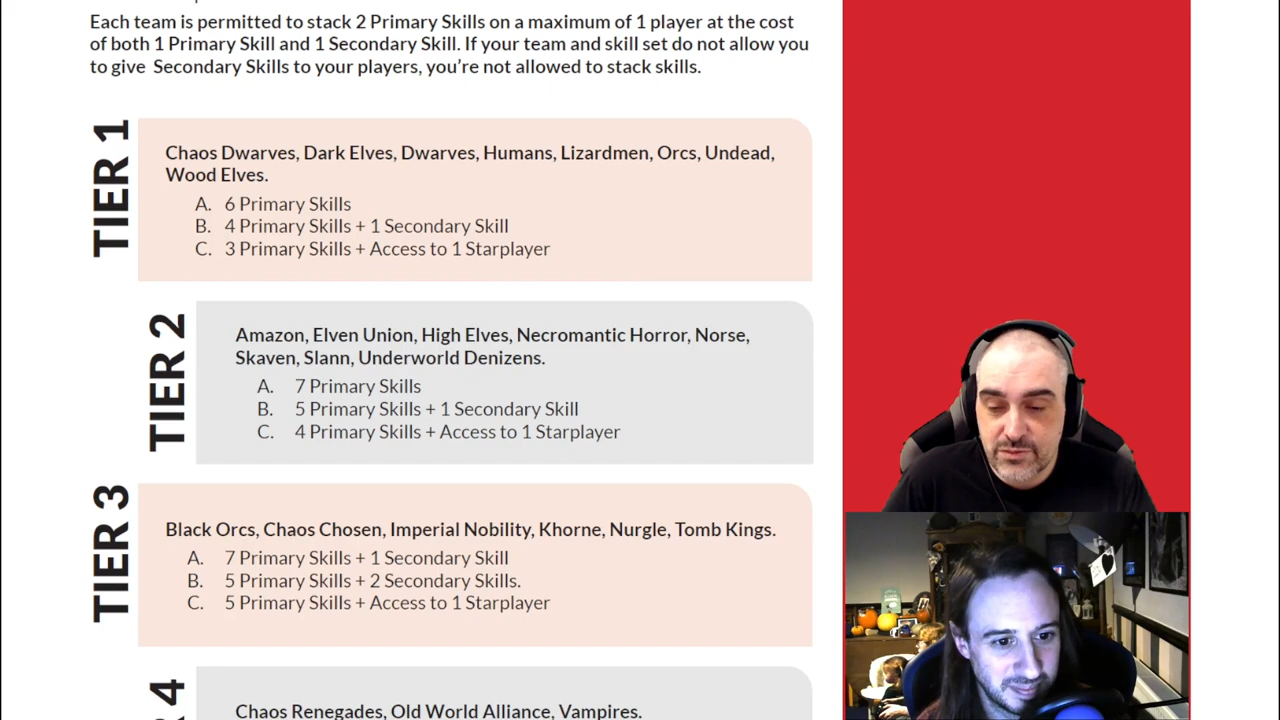 Each team is permitted to stack 2 Primary Skills on a maximum of 1 player at the cost
of both 1 Primary Skill and 1 Secondary Skill. If your team and skill set do not allow you
to give Secondary Skills to your players, you're not allowed to stack skills.
TIER 1
Chaos Dwarves, Dark Elves, Dwarves, Humans, Lizardmen, Orcs, Undead,
Wood Elves.
A. 6 Primary Skills
B. 4 Primary Skills + 1 Secondary Skill
C. 3 Primary Skills + Access to 1 Starplayer
TIER 2
Amazon, Elven Union, High Elves, Necromantic Horror, Norse,
Skaven, Slann, Underworld Denizens.
A. 7 Primary Skills
B. 5 Primary Skills + 1 Secondary Skill
C. 4 Primary Skills + Access to 1 Starplayer
TIER 3
Black Orcs, Chaos Chosen, Imperial Nobility, Khorne, Nurgle, Tomb Kings.
A. 7 Primary Skills + 1 Secondary Skill
B. 5 Primary Skills + 2 Secondary Skills.
C. 5 Primary Skills + Access to 1 Starplayer
4
Chaos Renegades, Old World Alliance, Vampires.